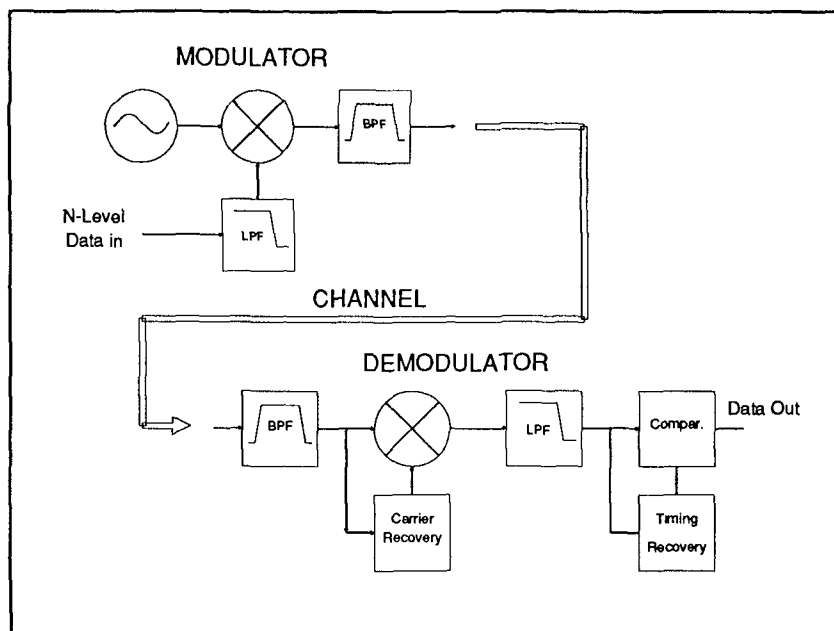 MODULATOR
BPF
N-Level
Data in
LPF
CHANNEL
DEMODULATOR
BPF
LPF
Compar.
Data Out
Carrier
Recovery
Timing
Recovery